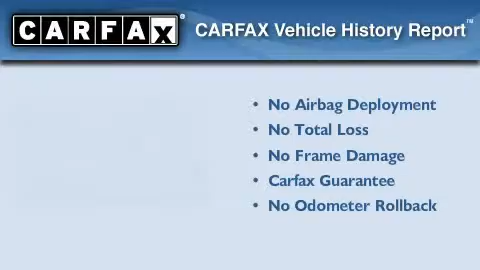 CARFAX® CARFAX Vehicle History Report™
• No Airbag Deployment
• No Total Loss
• No Frame Damage
• Carfax Guarantee
• No Odometer Rollback